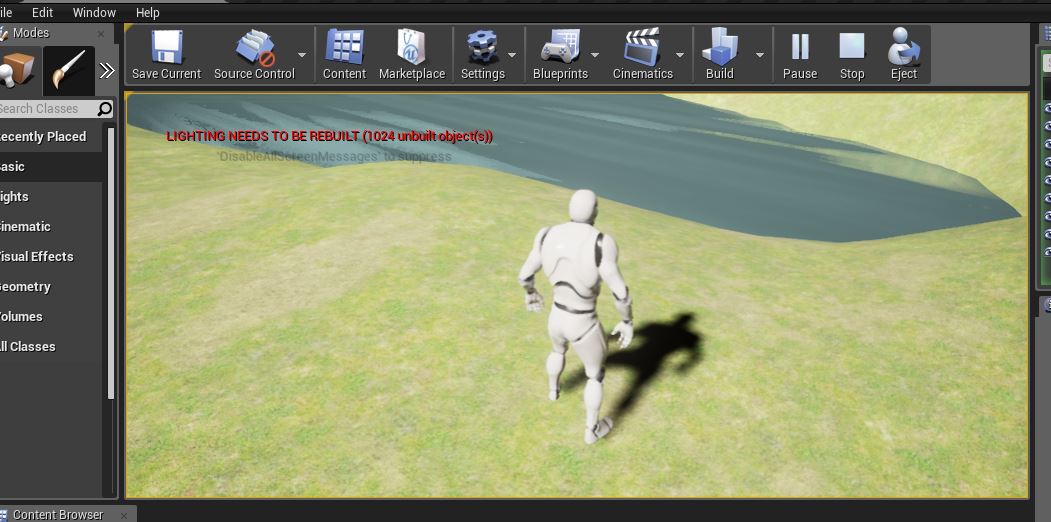 ile Edit Window Help
Modes
Save Current Source Control Content Marketplace Settings Blueprints Cinematics Build Pause Stop Eject
Search Classes
ecently Placed
asic
ights
inematic
isual Effects
eometry
olumes
ll Classes
LIGHTING NEEDS TO BE REBUILT (1024 unbuilt object(s))
'DisableAllScreenMessages' to suppress
Content Browser